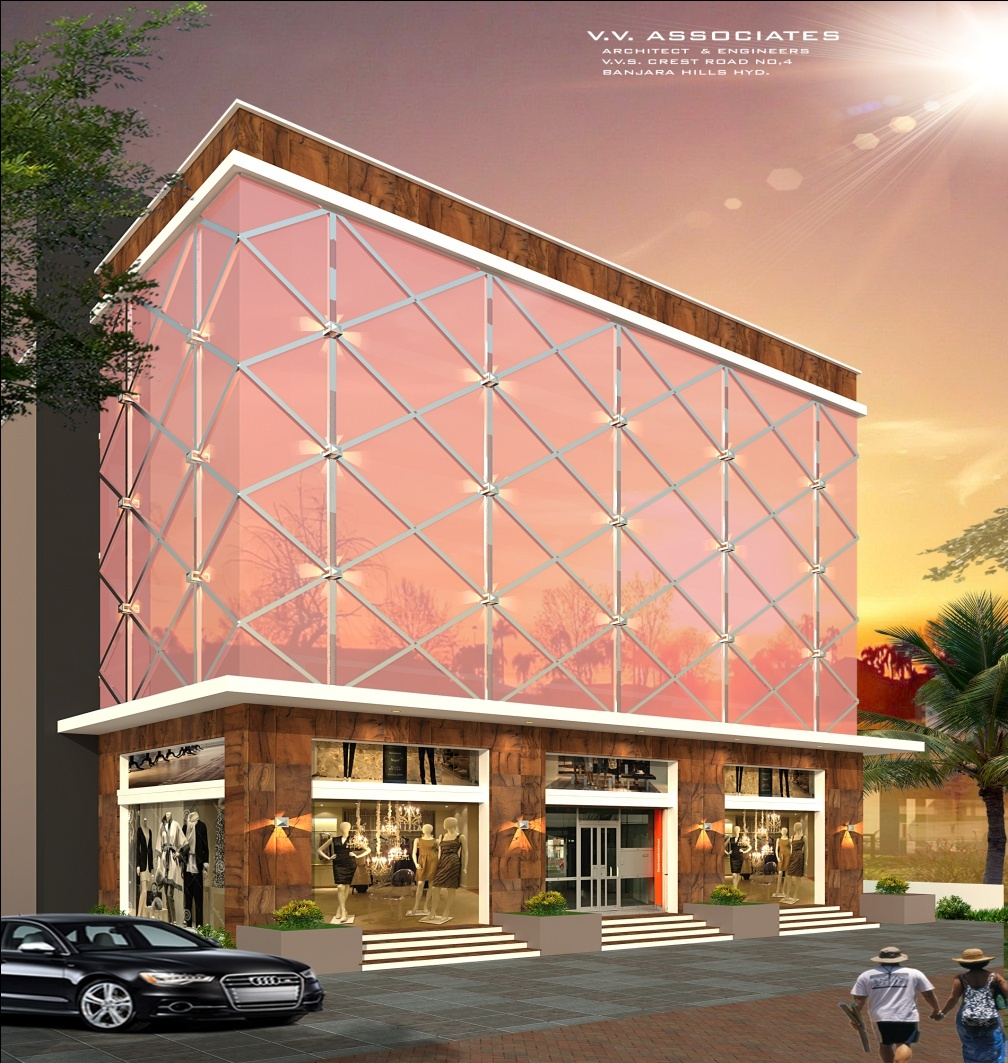 V.V. ASSOCIATES
ARCHITECT & ENGINEERS
V.V.S. CREST ROAD NO,4
BANJARA HILLS HYD.